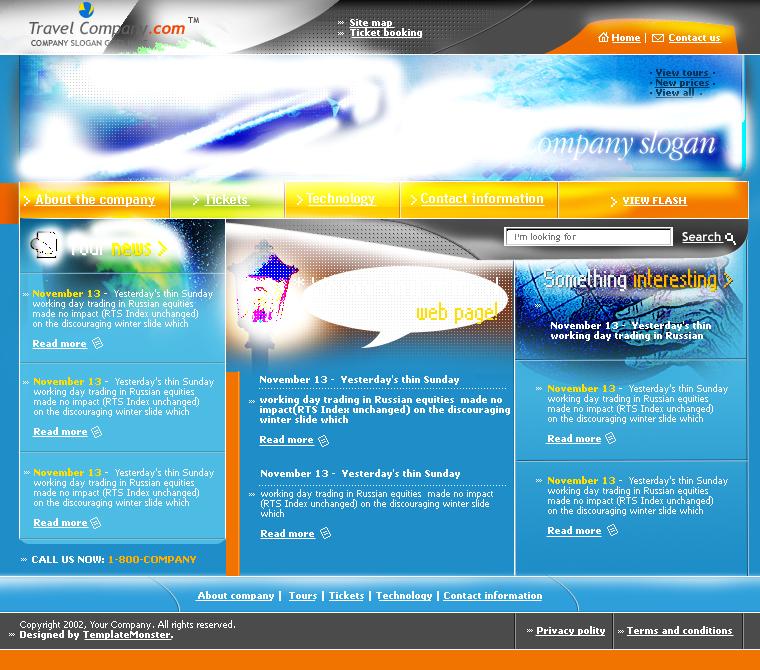 Travel Company.com TM
COMPANY SLOGAN
Site map
Ticket booking
Home | Contact us
View tours
New prices
View all
company slogan
About the company
Tickets
Technology
Contact information
VIEW FLASH
Your news
I'm looking for
Search
web page!
Something interesting
November 13 - Yesterday's thin Sunday
working day trading in Russian equities
made no impact (RTS Index unchanged)
on the discouraging winter slide which
Read more
November 13 - Yesterday's thin Sunday
working day trading in Russian equities
made no impact (RTS Index unchanged)
on the discouraging winter slide which
Read more
November 13 - Yesterday's thin Sunday
working day trading in Russian equities
made no impact (RTS Index unchanged)
on the discouraging winter slide which
Read more
CALL US NOW: 1-800-COMPANY
November 13 - Yesterday's thin Sunday
working day trading in Russian equities made no
impact(RTS Index unchanged) on the discouraging
winter slide which
Read more
November 13 - Yesterday's thin Sunday
working day trading in Russian equities made no impact
(RTS Index unchanged) on the discouraging winter slide
which
Read more
November 13 - Yesterday's thin
working day trading in Russian
November 13 - Yesterday's thin Sunday
working day trading in Russian equities
made no impact (RTS Index unchanged)
on the discouraging winter slide which
Read more
November 13 - Yesterday's thin Sunday
working day trading in Russian equities
made no impact (RTS Index unchanged)
on the discouraging winter slide which
Read more
About company | Tours | Tickets | Technology | Contact information
Copyright 2002, Your Company. All rights reserved.
Designed by TemplateMonster.
Privacy polity
Terms and conditions